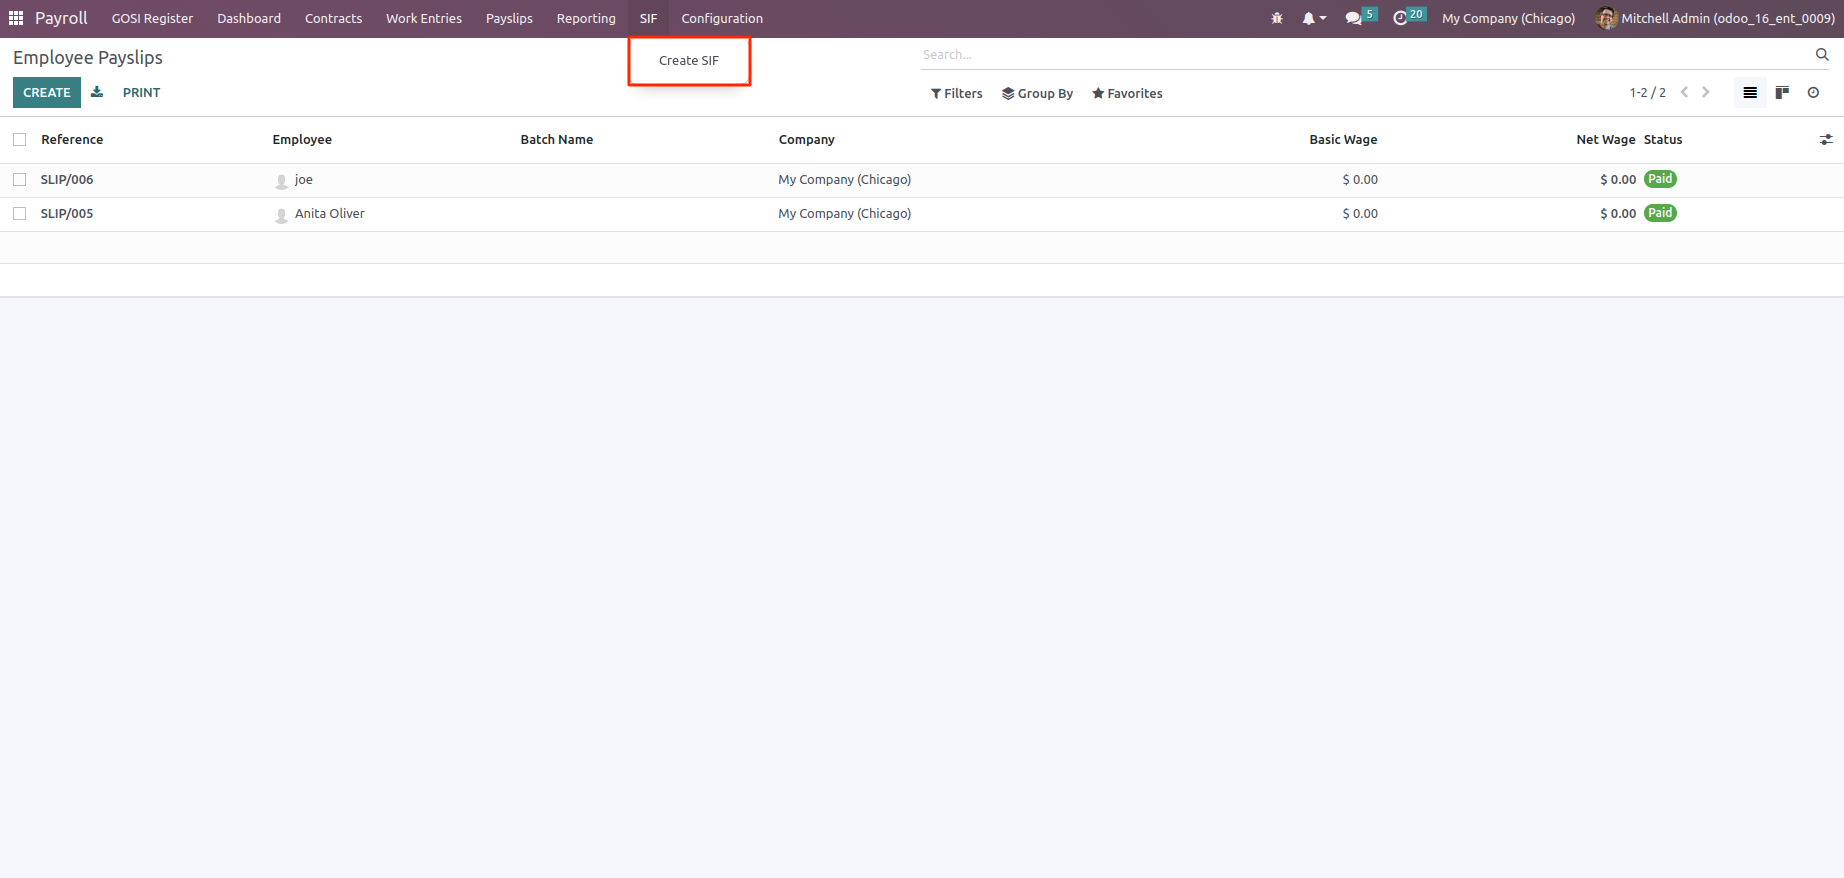 Payroll GOSI Register Dashboard Contracts Work Entries Payslips Reporting SIF Configuration 5 20 My Company (Chicago) Mitchell Admin (odoo_16_ent_0009)
Employee Payslips Create SIF Search...
CREATE PRINT Filters Group By Favorites 1-2 / 2
Reference Employee Batch Name Company Basic Wage Net Wage Status
SLIP/006 joe My Company (Chicago) $ 0.00 $ 0.00 Paid
SLIP/005 Anita Oliver My Company (Chicago) $ 0.00 $ 0.00 Paid